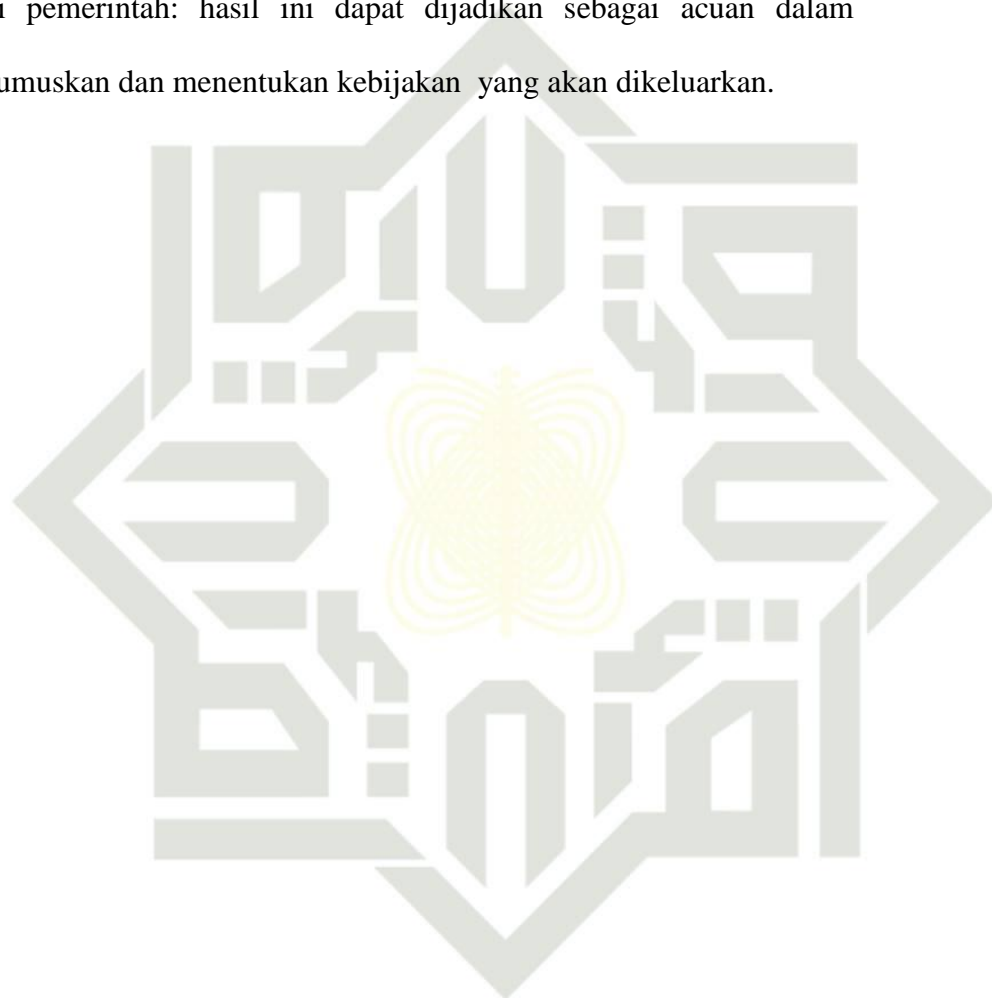 i pemerintah: hasil ini dapat dijadikan sebagai acuan dalam
umuskan dan menentukan kebijakan yang akan dikeluarkan.